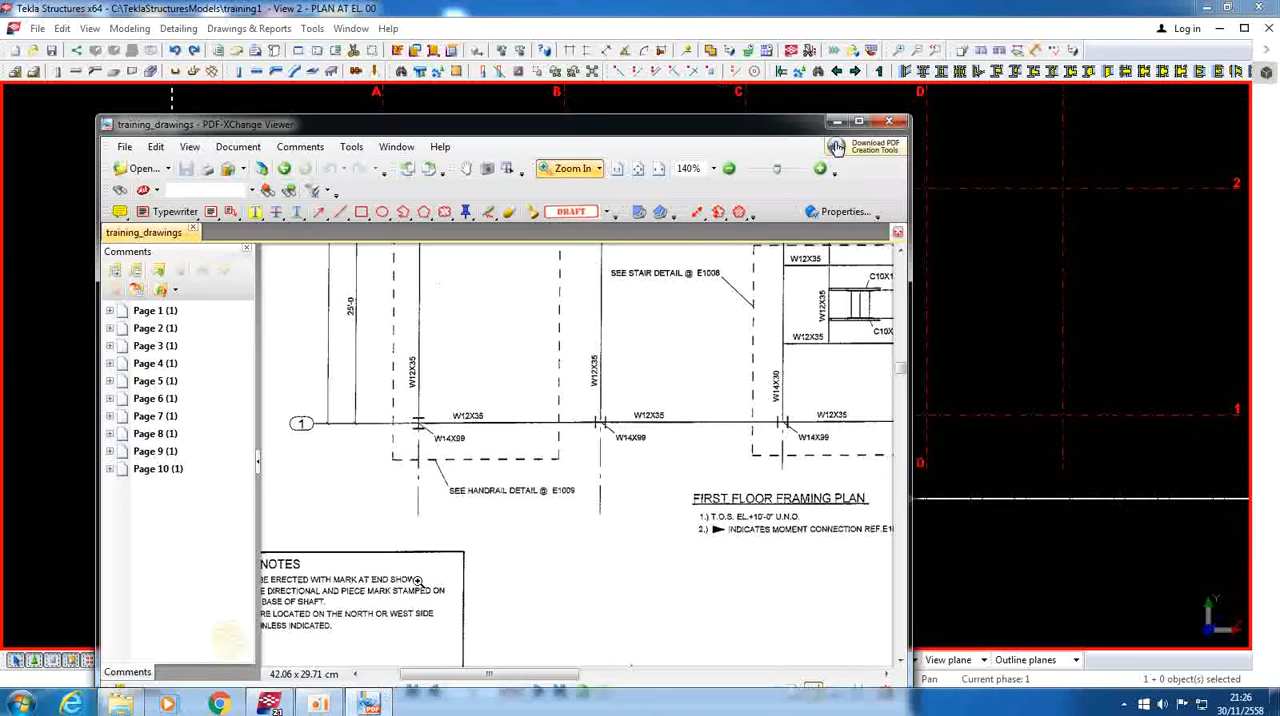 Tekla Structures x64 - C:\TeklaStructuresModels\training1 - View 2 - PLAN AT EL. 00
File Edit View Modeling Detailing Drawings & Reports Tools Window Help
Log in
A B C D
training_drawings - PDF-XChange Viewer
File Edit View Document Comments Tools Window Help
Download PDF
Creation Tools
Open...
Zoom In
140%
Typewriter
DRAFT
Properties...
training_drawings
Comments
Page 1 (1)
Page 2 (1)
Page 3 (1)
Page 4 (1)
Page 5 (1)
Page 6 (1)
Page 7 (1)
Page 8 (1)
Page 9 (1)
Page 10 (1)
Comments
2
1
D
25'-0
W12X35
W12X35
SEE STAIR DETAIL @ E1008
W12X35
C10X1
W12X35
C10X
W12X35
W14X30
1
W12X35
W12X35
W12X35
W14X99
W14X99
W14X99
SEE HANDRAIL DETAIL @ E1009
FIRST FLOOR FRAMING PLAN
1.) T.O.S. EL.+10'-0" U.N.O.
2.) INDICATES MOMENT CONNECTION REF.E1
NOTES
BE ERECTED WITH MARK AT END SHOW
E DIRECTIONAL AND PIECE MARK STAMPED ON
BASE OF SHAFT.
RE LOCATED ON THE NORTH OR WEST SIDE
NLESS INDICATED.
42.06 x 29.71 cm
Y
View plane
Outline planes
Pan
Current phase: 1
1 + 0 object(s) selected
21
21:26
30/11/2558